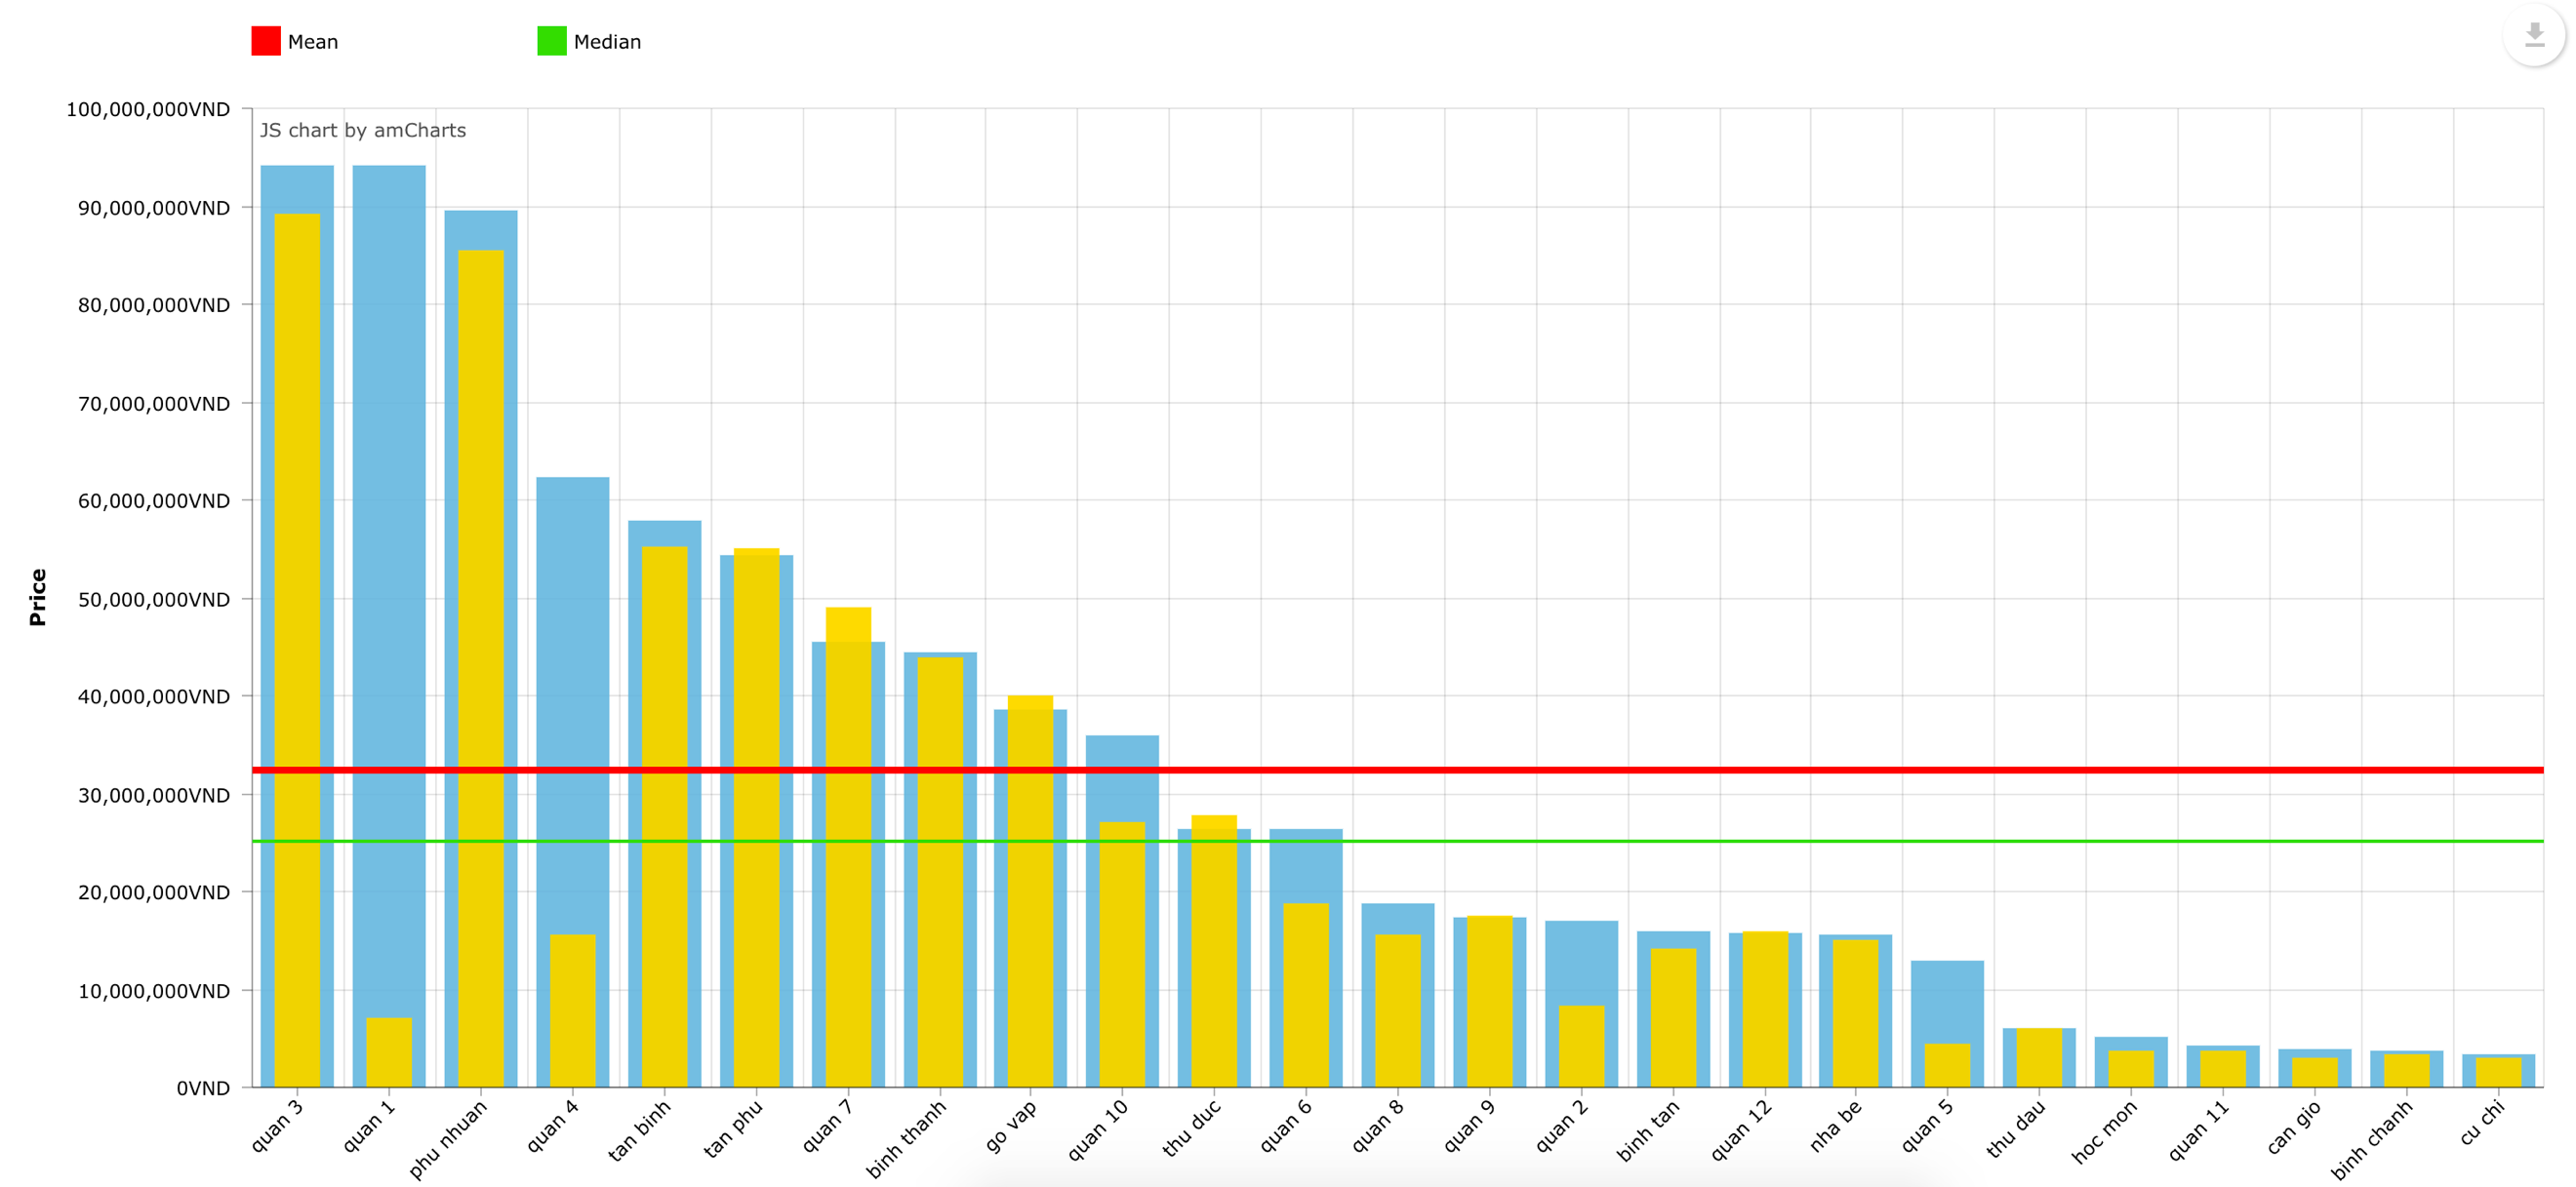 Mean
Median
100,000,000VND
JS chart by amCharts
90,000,000VND
80,000,000VND
70,000,000VND
60,000,000VND
50,000,000VND
40,000,000VND
30,000,000VND
20,000,000VND
10,000,000VND
0VND
Price
quan 3
quan 1
phu nhuan
quan 4
tan binh
tan phu
quan 7
binh thanh
go vap
quan 10
thu duc
quan 6
quan 8
quan 9
quan 2
binh tan
quan 12
nha be
quan 5
thu dau
hoc mon
quan 11
can gio
binh chanh
cu chi